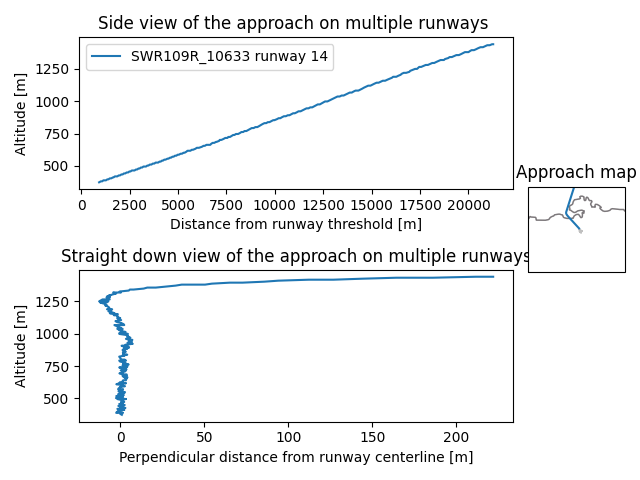 Side view of the approach on multiple runways
SWR109R_10633 runway 14
Altitude [m]
1250
1000
750
500
0
2500
5000
7500
10000
12500
15000
17500
20000
Distance from runway threshold [m]
Approach map
Straight down view of the approach on multiple runways
Altitude [m]
1250
1000
750
500
0
50
100
150
200
Perpendicular distance from runway centerline [m]